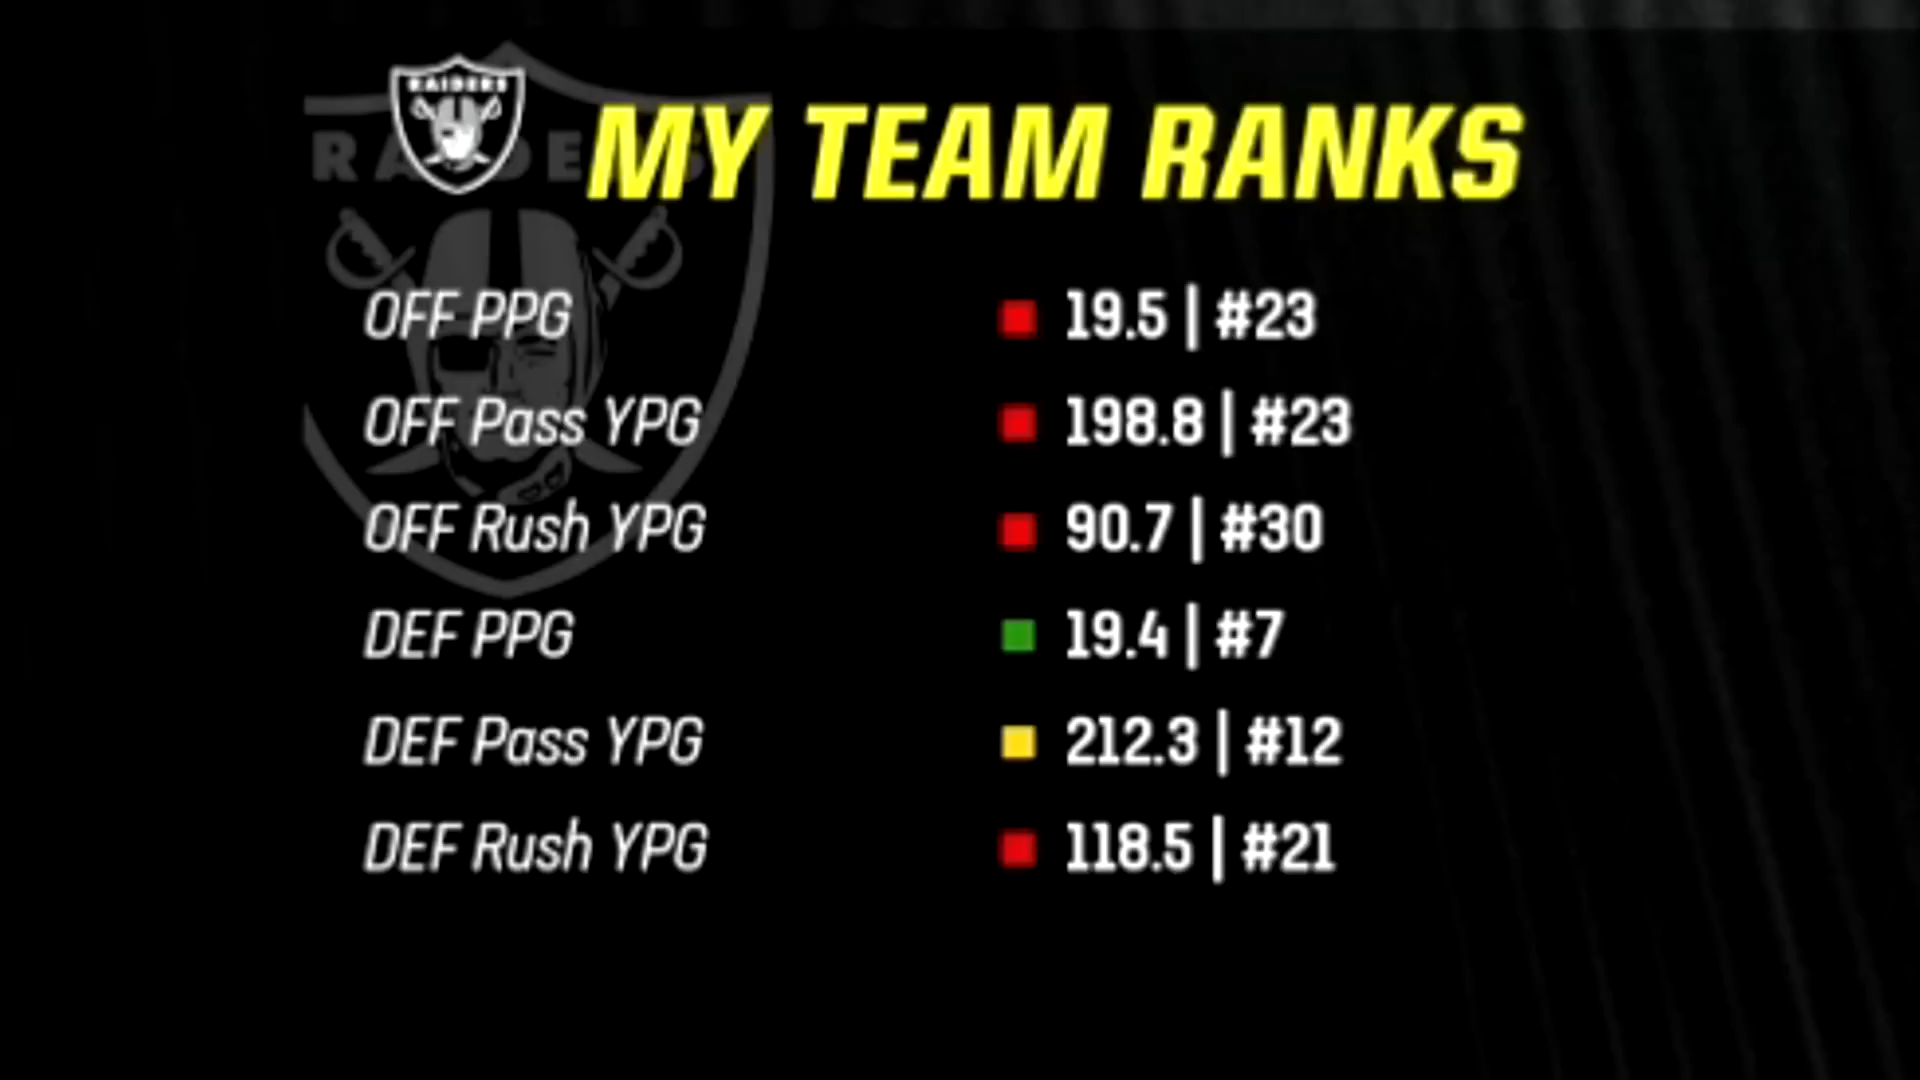 RAIDERS
MY TEAM RANKS
OFF PPG 19.5 | #23
OFF Pass YPG 198.8 | #23
OFF Rush YPG 90.7 | #30
DEF PPG 19.4 | #7
DEF Pass YPG 212.3 | #12
DEF Rush YPG 118.5 | #21